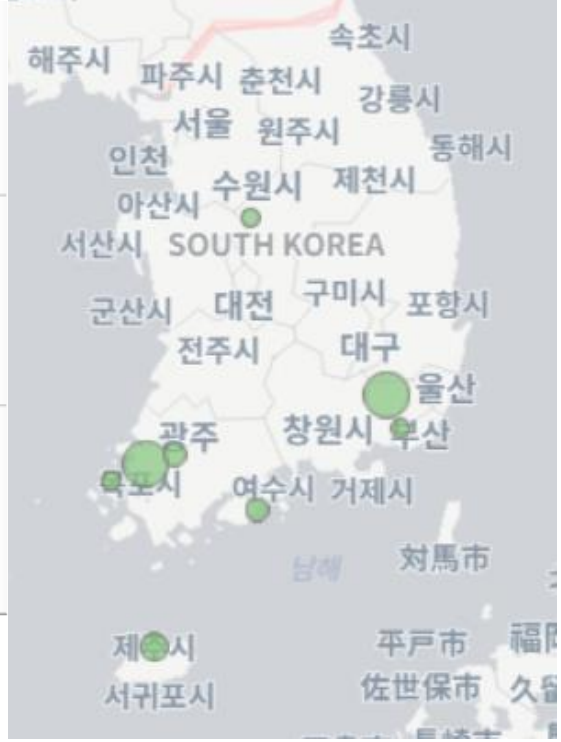 속초시
해주시
파주시
춘천시
강릉시
서울
원주시
동해시
인천
수원시
제천시
아산시
서산시
SOUTH KOREA
군산시
대전
구미시
포항시
전주시
대구
울산
창원시
부산
광주
목포시
여수시
거제시
対馬市
남해
제주시
平戸市
서귀포시
佐世保市
長崎市